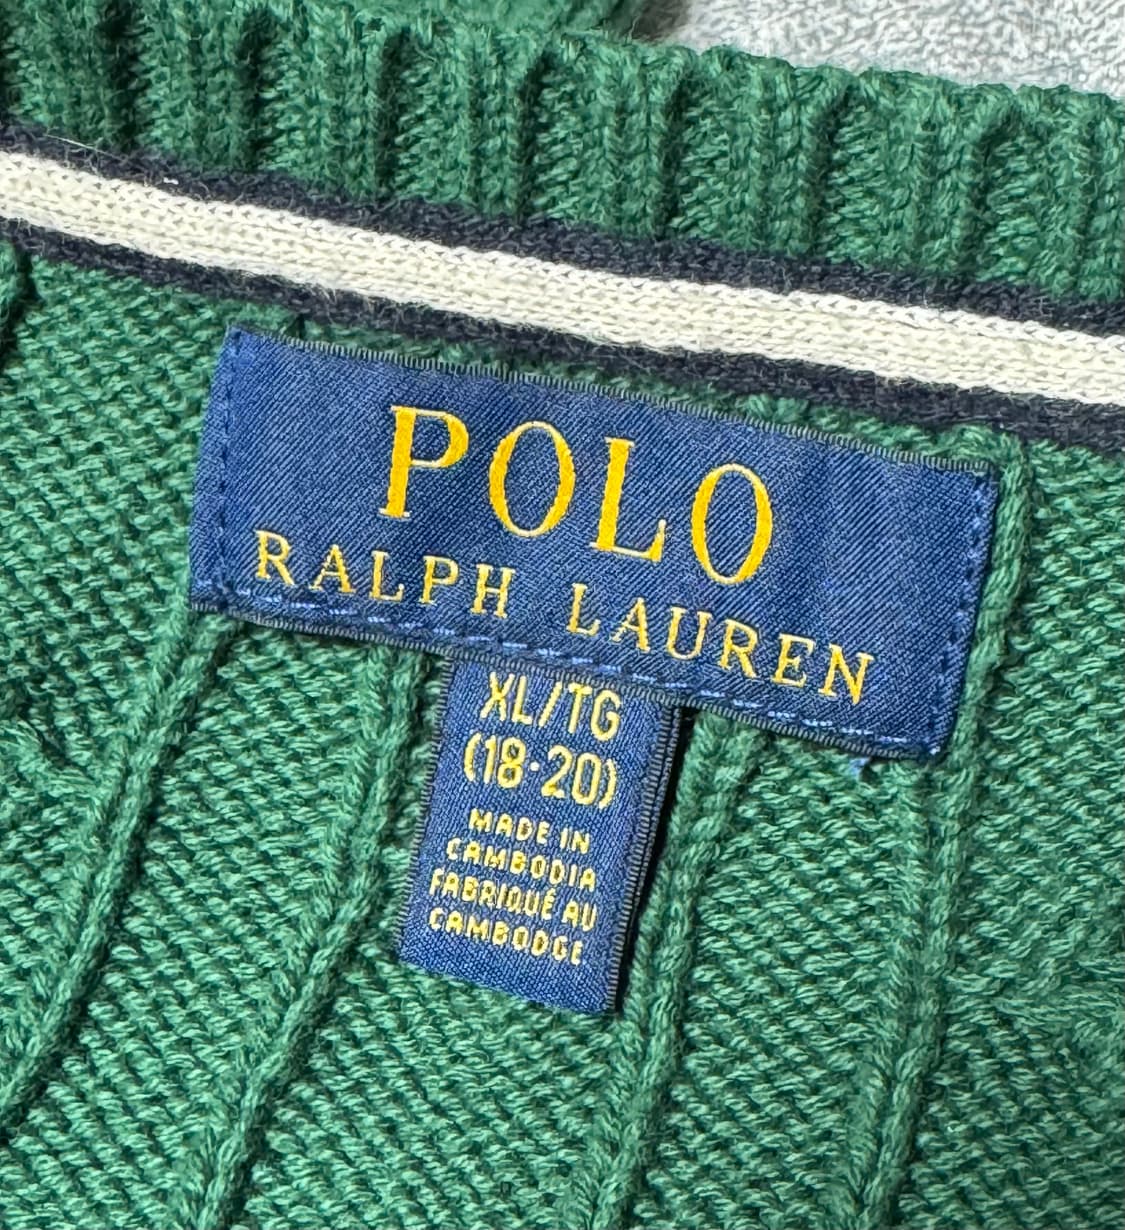 POLO
RALPH LAUREN
XL/TG
(18·20)
MADE IN
CAMBODIA
FABRIQUÉ AU
CAMBODGE